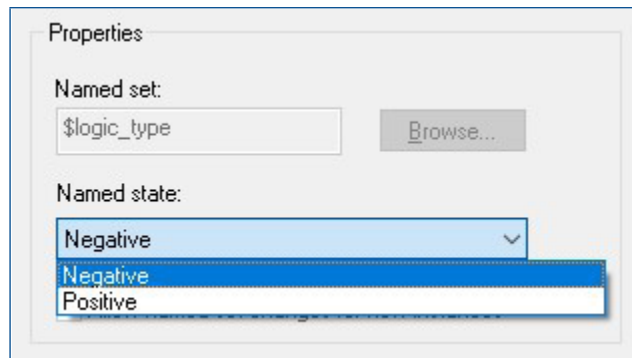 Properties
Named set:
$logic_type
Browse...
Named state:
Negative
Negative
Positive